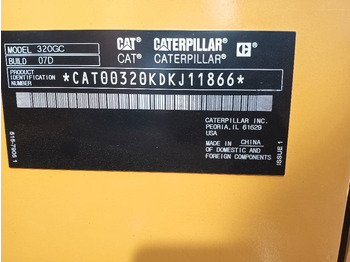 MODEL 320GC
BUILD 07D
CAT CATERPILLAR C
CAT CATERPILLAR C
PRODUCT
IDENTIFICATION
NUMBER
*CAT00320KDKJ11866*
CATERPILLAR INC.
PEORIA, IL 61629
USA
MADE IN CHINA
OF DOMESTIC AND
FOREIGN COMPONENTS
ISSUE 1